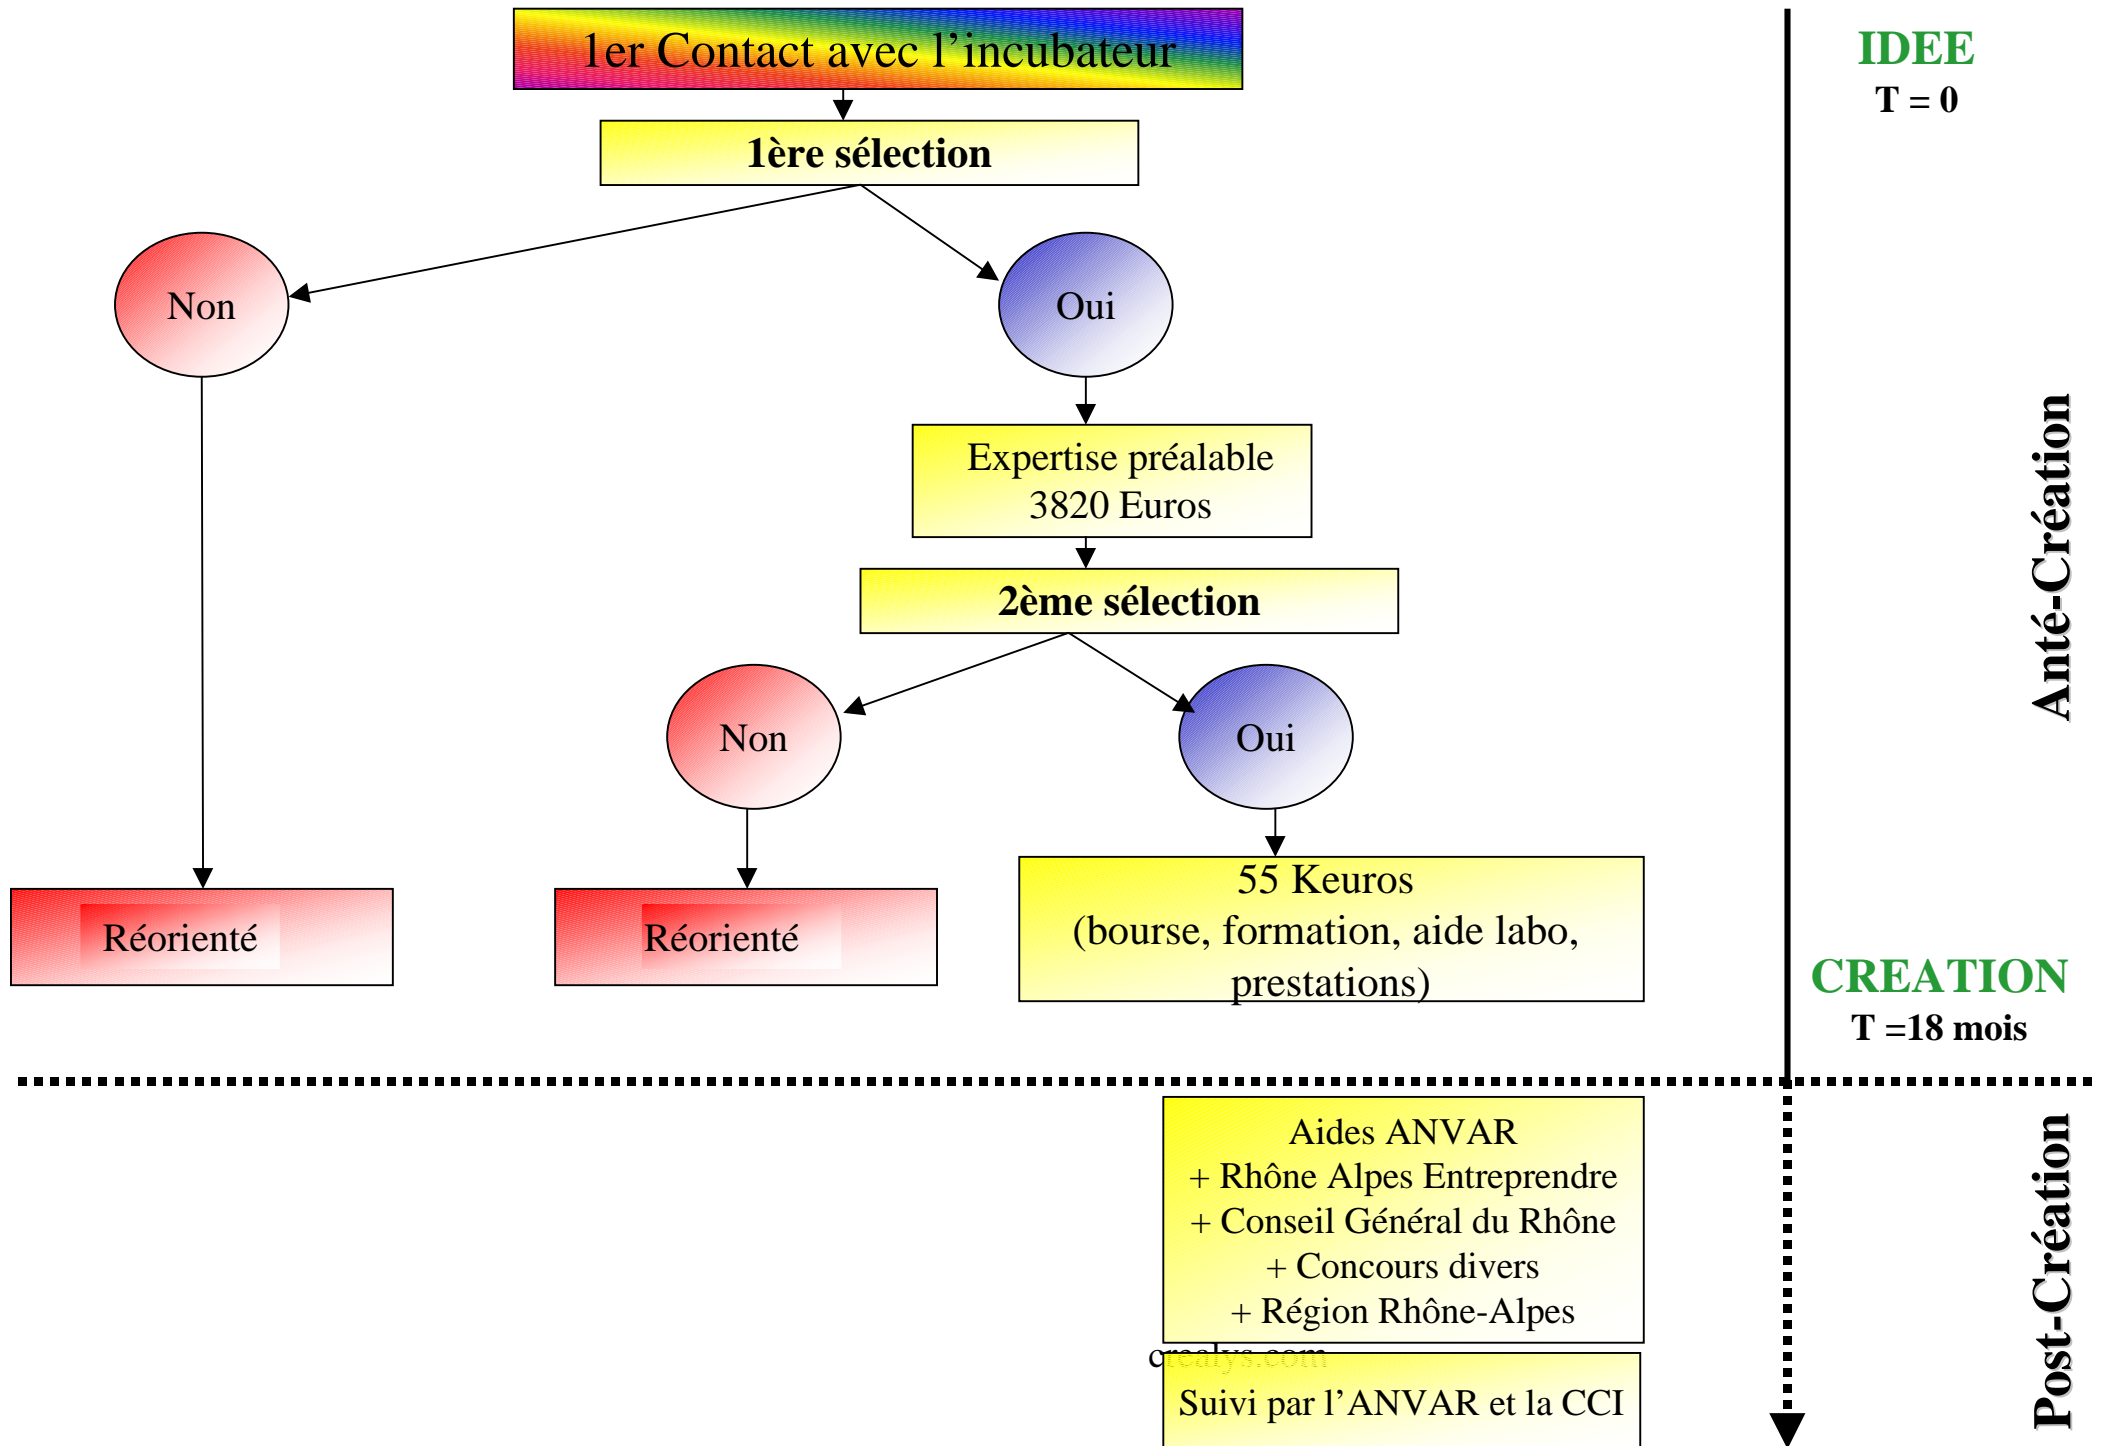 1er Contact avec l’incubateur
IDEE
T = 0
1ère sélection
Non
Oui
Expertise préalable
3820 Euros
Anté-Création
2ème sélection
Non
Oui
Réorienté
Réorienté
55 Keuros
(bourse, formation, aide labo,
prestations)
CREATION
T =18 mois
Aides ANVAR
+ Rhône Alpes Entreprendre
+ Conseil Général du Rhône
+ Concours divers
+ Région Rhône-Alpes
Post-Création
crealys.com
Suivi par l’ANVAR et la CCI